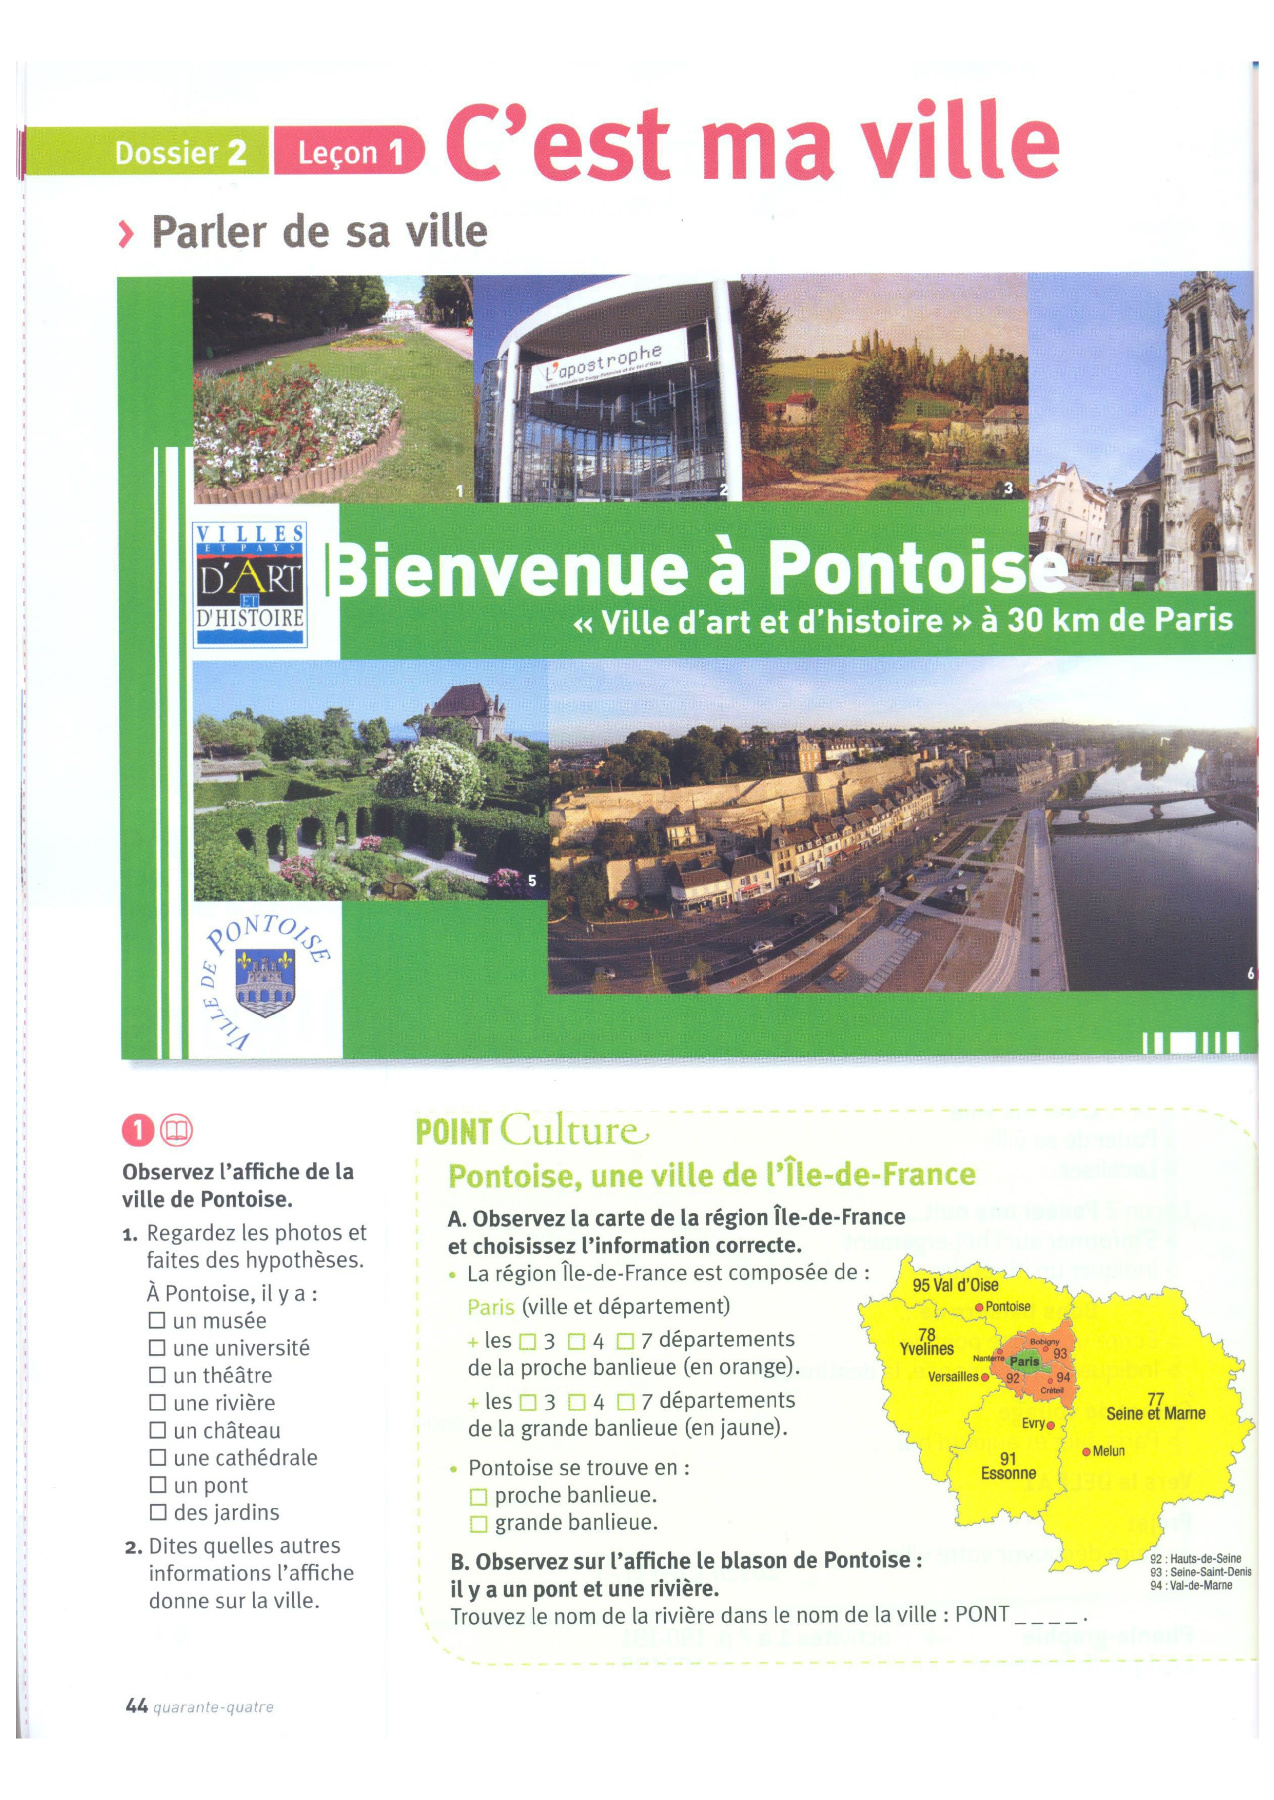 Dossier 2 Leçon 1 C'est ma ville
› Parler de sa ville
L'apostrophe
1
2
3
VILLES
ET PAYS
D'ART
ET
D'HISTOIRE
Bienvenue à Pontoise
« Ville d'art et d'histoire » à 30 km de Paris
5
6
VILLE DE PONTOISE
1
Observez l'affiche de la
ville de Pontoise.
1. Regardez les photos et
faites des hypothèses.
À Pontoise, il y a :
☐ un musée
☐ une université
☐ un théâtre
☐ une rivière
☐ un château
☐ une cathédrale
☐ un pont
☐ des jardins
2. Dites quelles autres
informations l'affiche
donne sur la ville.
POINT Culture
Pontoise, une ville de l'Île-de-France
A. Observez la carte de la région Île-de-France
et choisissez l'information correcte.
• La région Île-de-France est composée de :
Paris (ville et département)
+ les ☐ 3 ☐ 4 ☐ 7 départements
de la proche banlieue (en orange).
+ les ☐ 3 ☐ 4 ☐ 7 départements
de la grande banlieue (en jaune).
• Pontoise se trouve en :
☐ proche banlieue.
☐ grande banlieue.
B. Observez sur l'affiche le blason de Pontoise :
il y a un pont et une rivière.
Trouvez le nom de la rivière dans le nom de la ville : PONT _ _ _ _ .
95 Val d'Oise
Pontoise
78
Yvelines
Bobigny
93
Nanterre
Paris
Versailles
92
94
Créteil
77
Seine et Marne
Evry
Melun
91
Essonne
92 : Hauts-de-Seine
93 : Seine-Saint-Denis
94 : Val-de-Marne
44 quarante-quatre